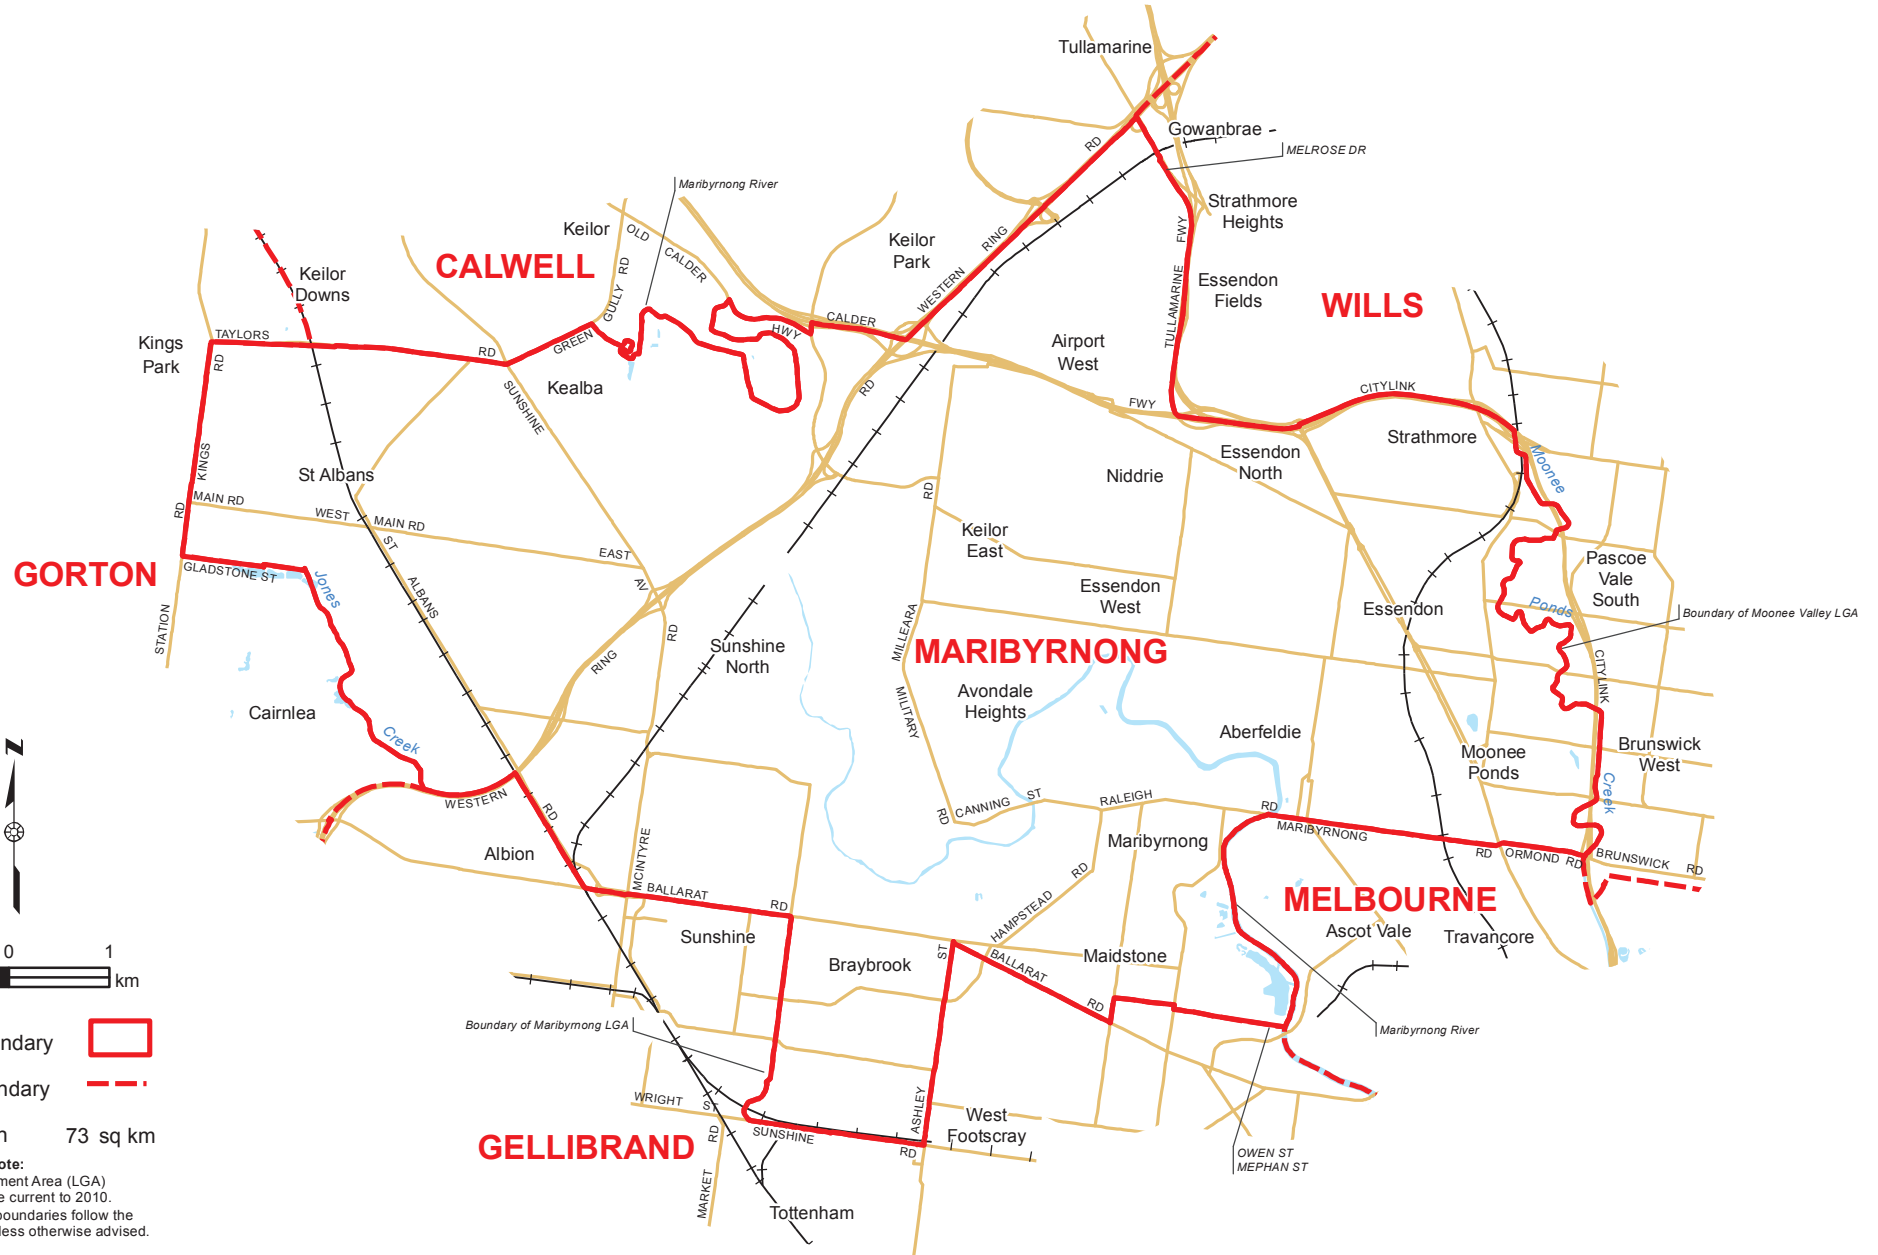 Tullamarine
Gowanbrae
MELROSE DR
RD
Maribyrnong River
Strathmore
Heights
Keilor
OLD
CALDER
Keilor
Park
RING
FWY
CALWELL
GULLY RD
Keilor
Downs
WESTERN
TULLAMARINE
Essendon
Fields
WILLS
TAYLORS
RD
GREEN
HWY
CALDER
Kings
Park
RD
Airport
West
Kealba
SUNSHINE
RD
FWY
CITYLINK
Strathmore
Essendon
North
Moonee
KINGS
St Albans
Niddrie
RD
MAIN RD
WEST
MAIN RD
RD
Keilor
East
EAST
ST
AV
Pascoe
Vale
South
GORTON
GLADSTONE ST
Jones
ALBANS
Essendon
West
Essendon
Ponds
Boundary of Moonee Valley LGA
STATION
RD
MILLEARA
Sunshine
North
MARIBYRNONG
RING
CITYLINK
Avondale
Heights
MILITARY
Cairnlea
Creek
Aberfeldie
Moonee
Ponds
Brunswick
West
Z
WESTERN
RD
RD
CANNING ST
RALEIGH
RD
Creek
MARIBYRNONG
RD
ORMOND RD
BRUNSWICK RD
Albion
MCINTYRE
Maribyrnong
BALLARAT
RD
HAMPSTEAD RD
MELBOURNE
Sunshine
Ascot Vale
Travancore
0 1
km
Braybrook
ST
BALLARAT
RD
Maidstone
Boundary of Maribyrnong LGA
Maribyrnong River
ndary
ndary
WRIGHT ST
ASHLEY
West
Footscray
73 sq km
GELLIBRAND
RD
SUNSHINE
RD
OWEN ST
MEPHAN ST
ote:
ment Area (LGA)
e current to 2010.
boundaries follow the
less otherwise advised.
MARKET
Tottenham